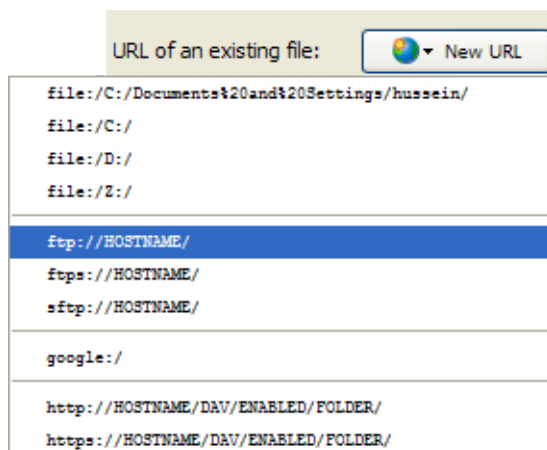 URL of an existing file: New URL
file:/C:/Documents%20and%20Settings/hussein/
file:/C:/
file:/D:/
file:/Z:/
ftp://HOSTNAME/
ftps://HOSTNAME/
sftp://HOSTNAME/
google:/
http://HOSTNAME/DAV/ENABLED/FOLDER/
https://HOSTNAME/DAV/ENABLED/FOLDER/